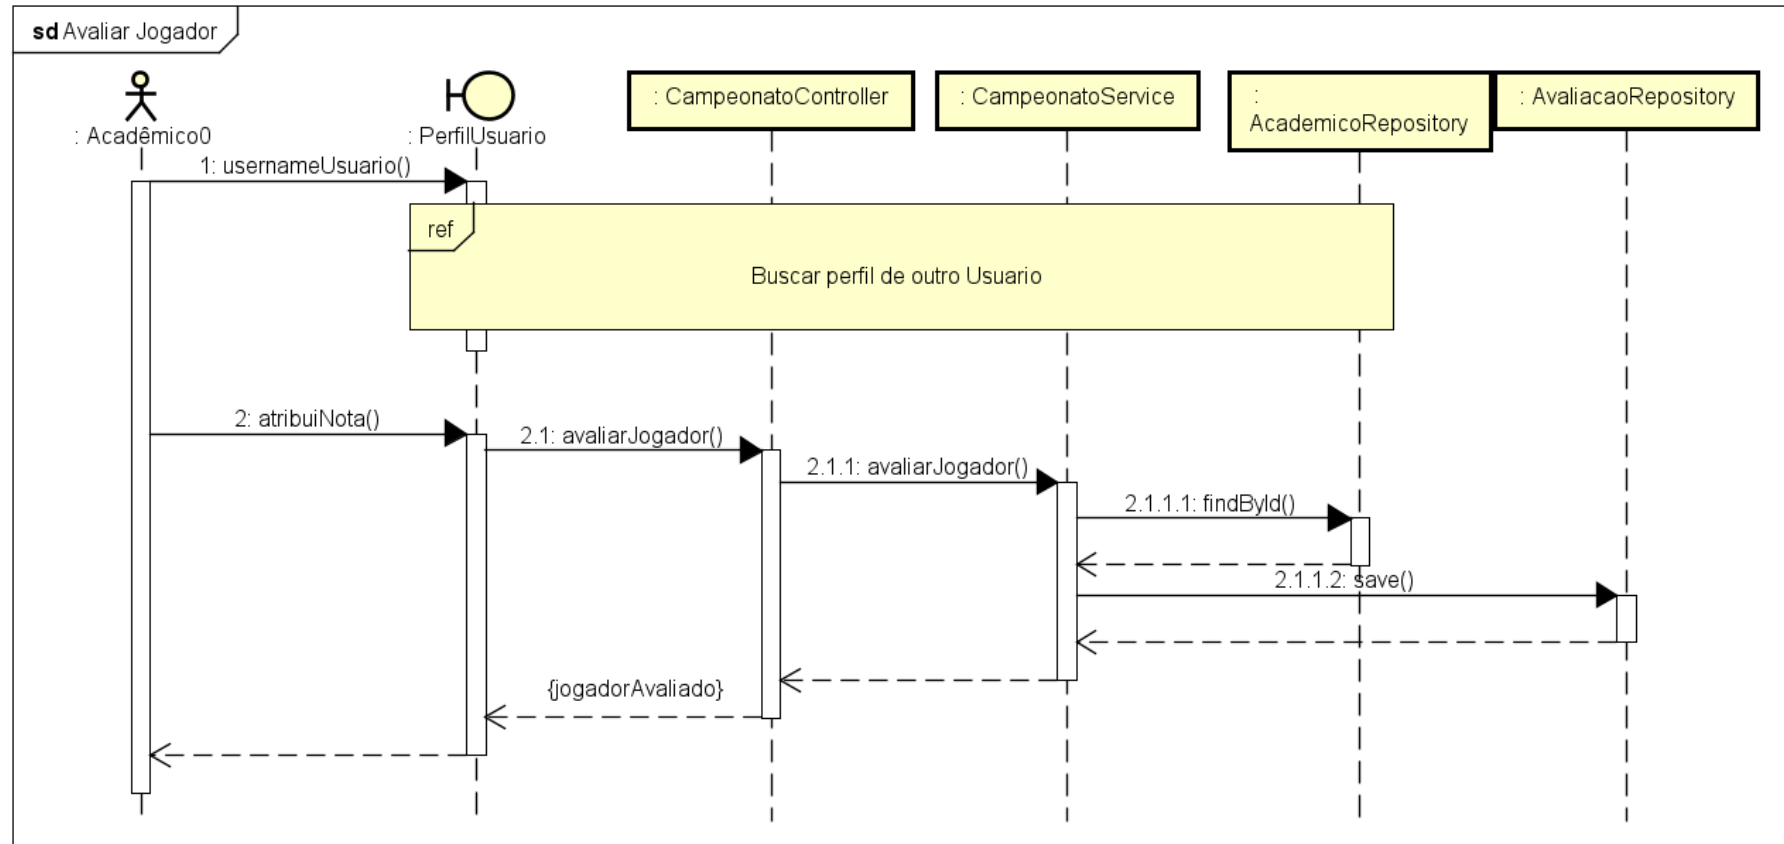 sd Avaliar Jogador
: Acadêmico0
: PerfilUsuario
: CampeonatoController
: CampeonatoService
:
AcademicoRepository
: AvaliacaoRepository
1: usernameUsuario()
ref
Buscar perfil de outro Usuario
2: atribuiNota()
2.1: avaliarJogador()
2.1.1: avaliarJogador()
2.1.1.1: findById()
2.1.1.2: save()
{jogadorAvaliado}